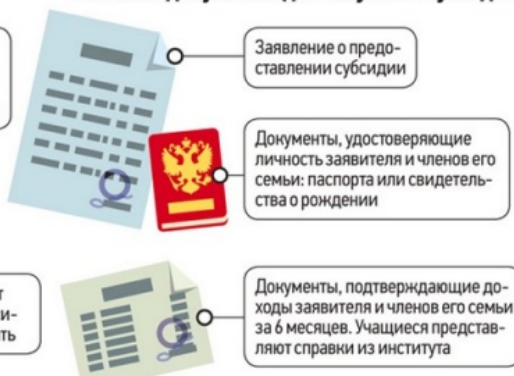 Заявление о предо-
ставлении субсидии
Документы, удостоверяющие
личность заявителя и членов его
семьи: паспорта или свидетель-
ства о рождении
т
и-
ать
Документы, подтверждающие до-
ходы заявителя и членов его семьи
за 6 месяцев. Учащиеся представ-
ляют справки из института